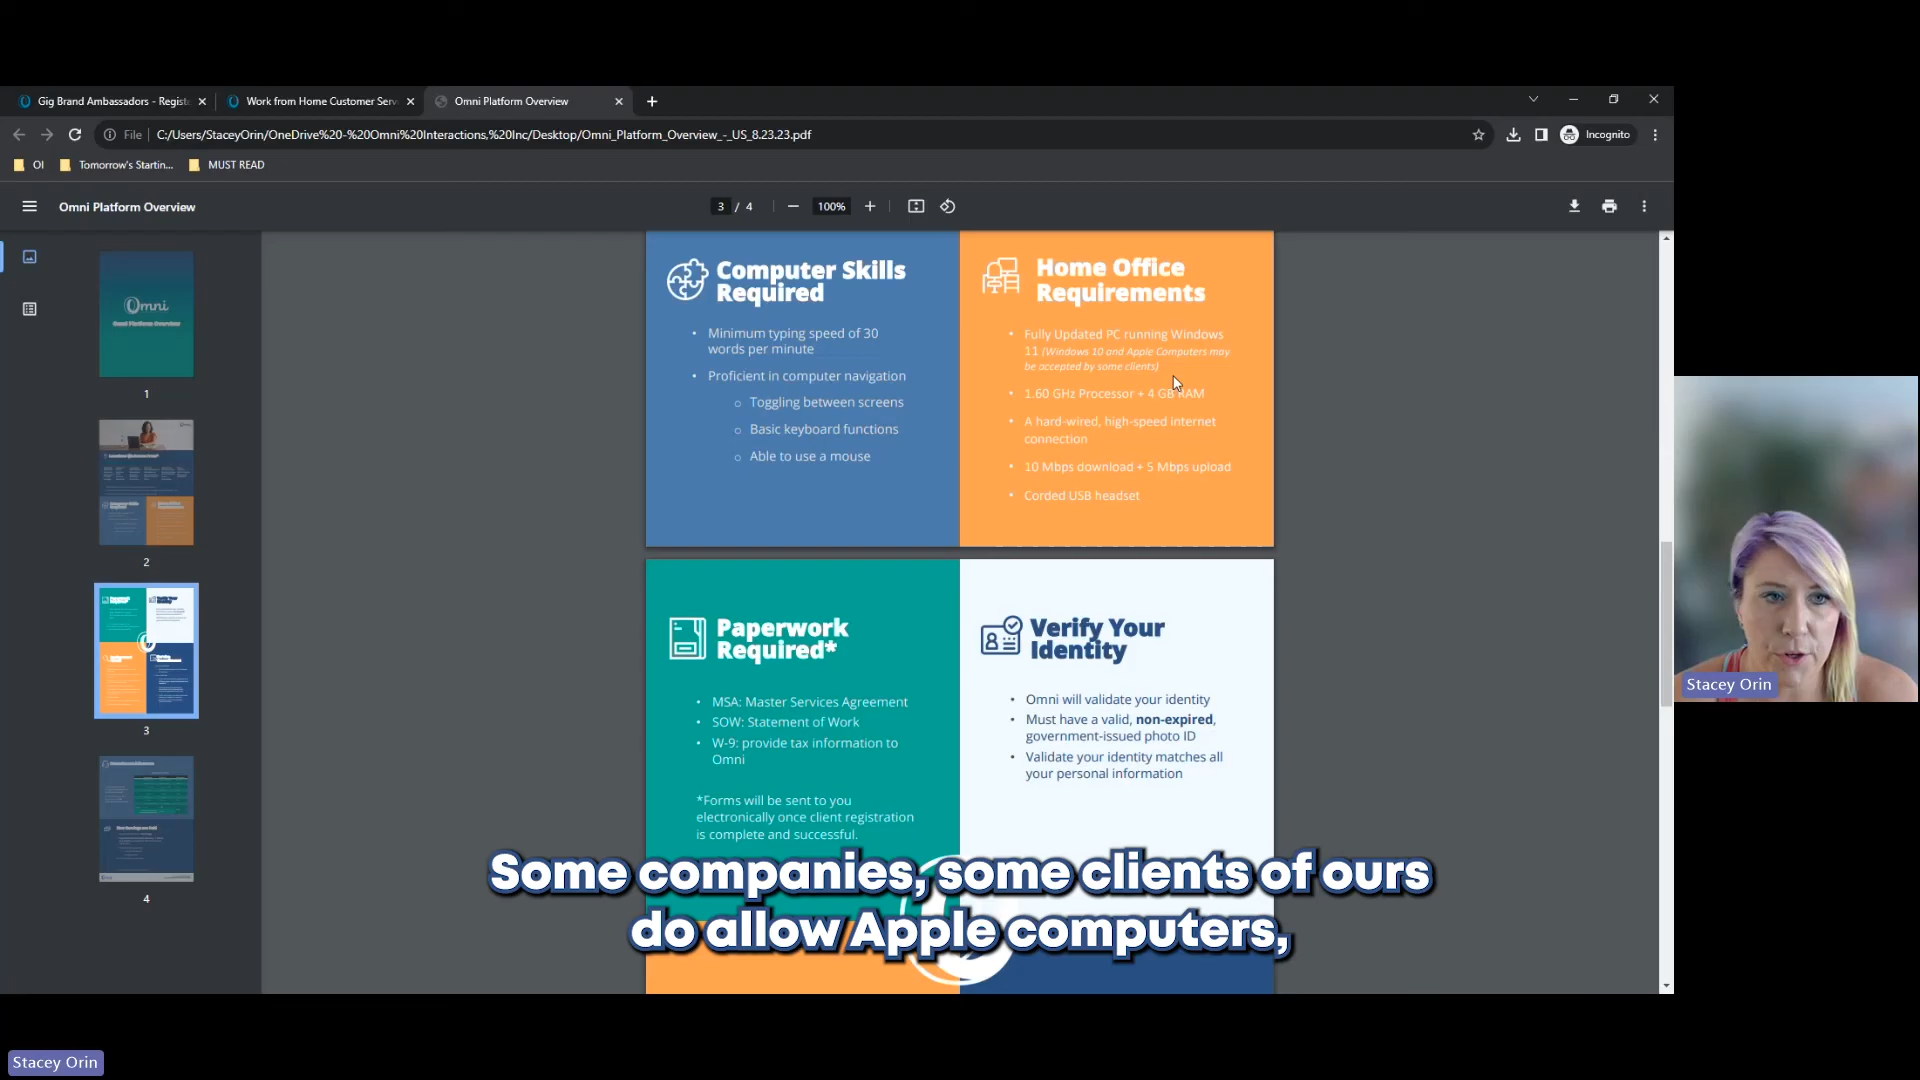 Gig Brand Ambassadors - Regist
Work from Home Customer Serv
Omni Platform Overview
File
C:/Users/StaceyOrin/OneDrive%20-%20Omni%20Interactions,%20Inc/Desktop/Omni_Platform_Overview_-_US_8.23.23.pdf
Incognito
OI
Tomorrow's Startin...
MUST READ
Omni Platform Overview
3 / 4
100%
Omni
Omni Platform Overview
1
2
3
4
Computer Skills
Required
• Minimum typing speed of 30
words per minute
• Proficient in computer navigation
○ Toggling between screens
○ Basic keyboard functions
○ Able to use a mouse
Home Office
Requirements
• Fully Updated PC running Windows
11 (Windows 10 and Apple Computers may
be accepted by some clients)
• 1.60 GHz Processor + 4 GB RAM
• A hard-wired, high-speed internet
connection
• 10 Mbps download + 5 Mbps upload
• Corded USB headset
Paperwork
Required*
• MSA: Master Services Agreement
• SOW: Statement of Work
• W-9: provide tax information to
Omni
*Forms will be sent to you
electronically once client registration
is complete and successful.
Verify Your
Identity
• Omni will validate your identity
• Must have a valid, non-expired,
government-issued photo ID
• Validate your identity matches all
your personal information
Some companies, some clients of ours
do allow Apple computers,
Stacey Orin
Stacey Orin